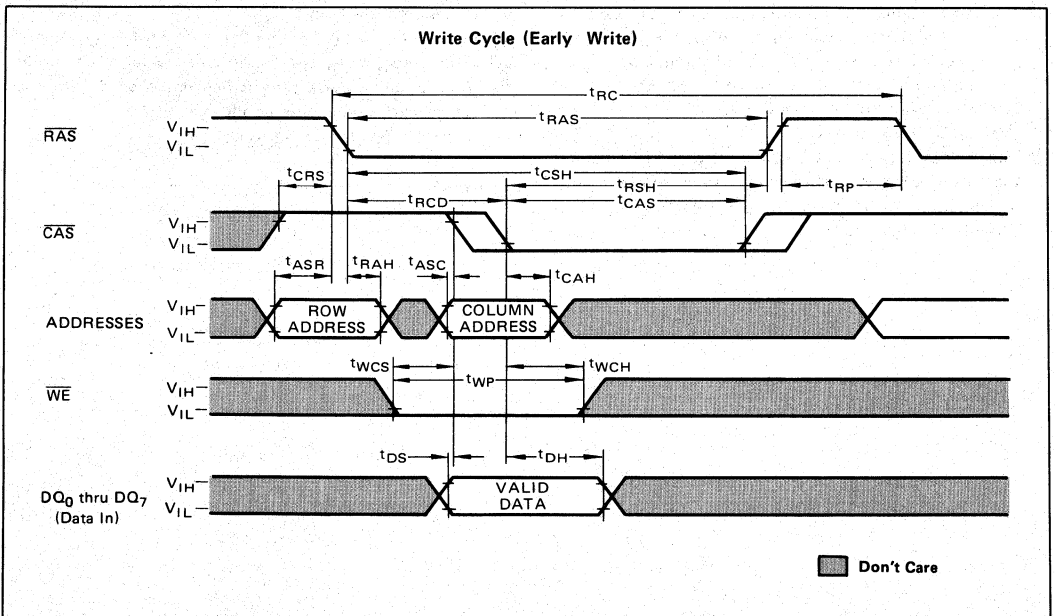 Write Cycle (Early Write)
tRC
RAS
VIH
VIL
tRAS
tCRS
tCSH
tRSH
tRP
tRCD
tCAS
CAS
VIH
VIL
tASR
tRAH
tASC
tCAH
ADDRESSES
VIH
VIL
ROW
ADDRESS
COLUMN
ADDRESS
tWCS
tWP
tWCH
WE
VIH
VIL
tDS
tDH
DQ0 thru DQ7
(Data In)
VIH
VIL
VALID
DATA
Don't Care